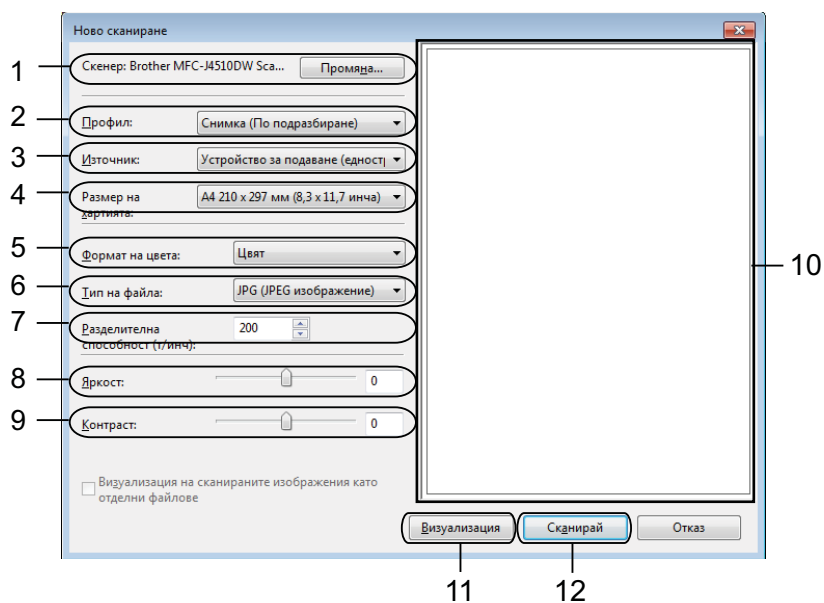 Ново сканиране
1
Скенер: Brother MFC-J4510DW Sca...
Промяна...
2
Профил:
Снимка (По подразбиране)
3
Източник:
Устройство за подаване (едност
4
Размер на
хартията:
A4 210 x 297 мм (8,3 x 11,7 инча)
5
Формат на цвета:
Цвят
6
Тип на файла:
JPG (JPEG изображение)
7
Разделителна
способност (т/инч):
200
8
Яркост:
0
9
Контраст:
0
10
Визуализация на сканираните изображения като
отделни файлове
Визуализация
Сканирай
Отказ
11
12